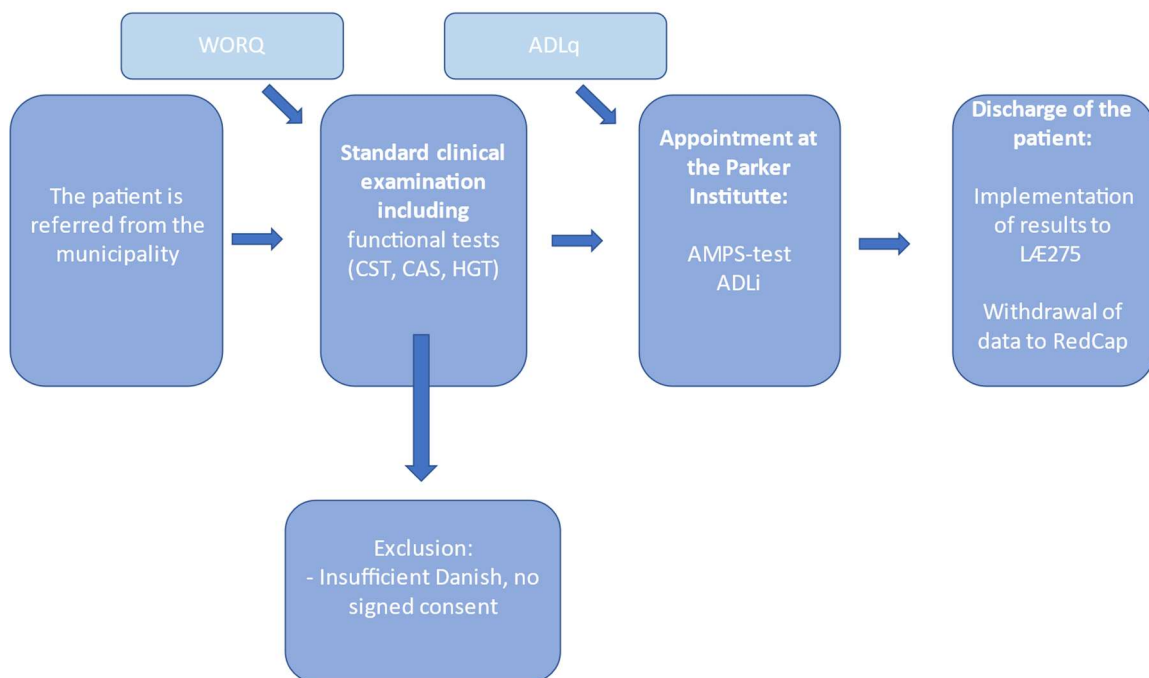 WORQ
ADLq
The patient is
referred from the
municipality
Standard clinical
examination
including
functional tests
(CST, CAS, HGT)
Appointment at
the Parker
Institutte:
AMPS-test
ADLi
Discharge of the
patient:
Implementation
of results to
LÆ275
Withdrawal of
data to RedCap
Exclusion:
- Insufficient Danish, no
signed consent